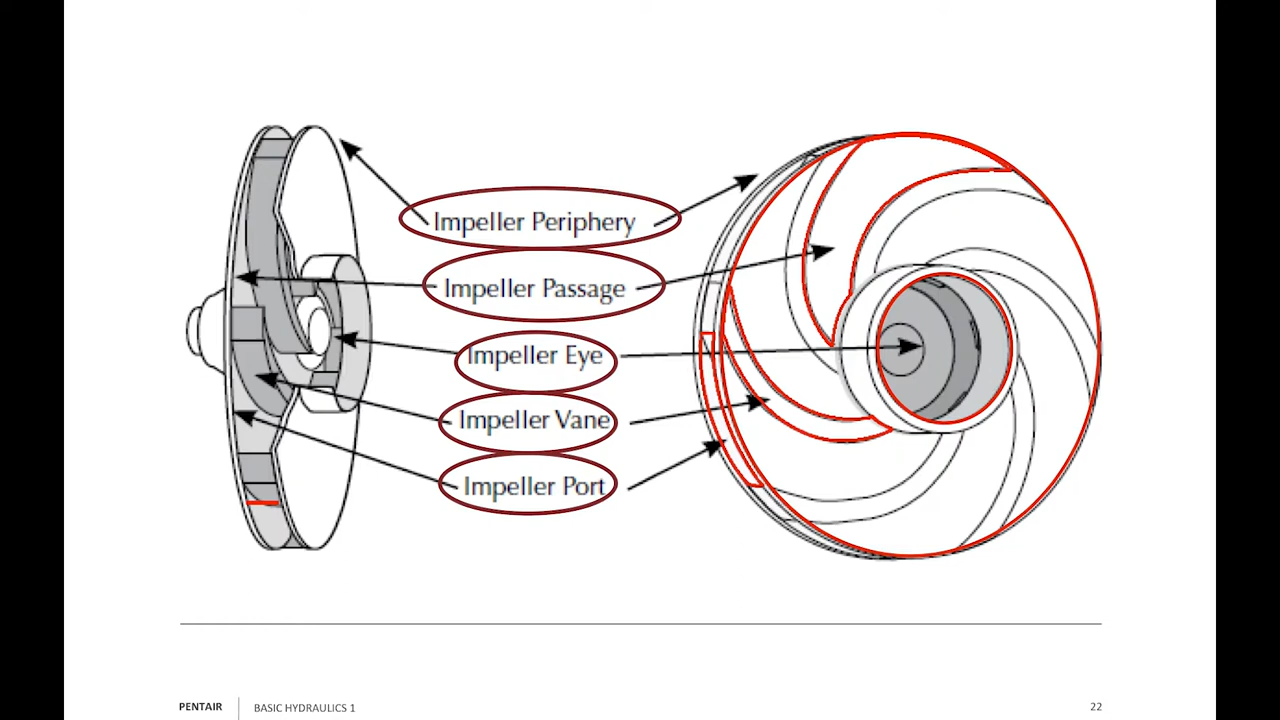 Impeller Periphery
Impeller Passage
Impeller Eye
Impeller Vane
Impeller Port
PENTAIR BASIC HYDRAULICS 1 22